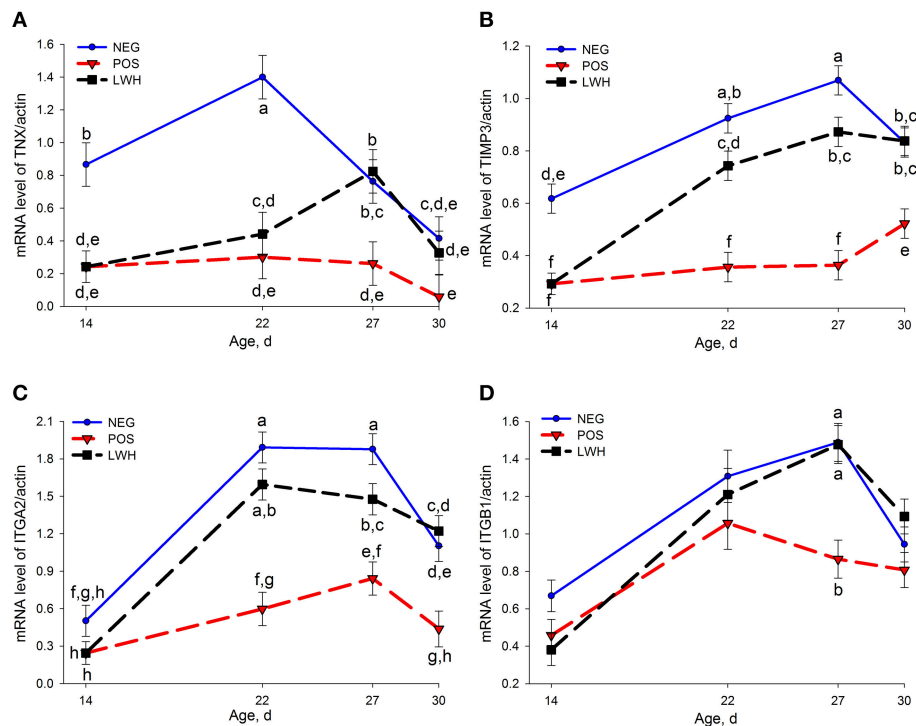 A
mRNA level of TNX/actin
1.6
1.4
1.2
1.0
0.8
0.6
0.4
0.2
0.0
NEG
POS
LWH
b
a
b
c,d
b,c
c,d,e
d,e
d,e
d,e
d,e
d,e
e
14
22
27
30
Age, d
B
mRNA level of TIMP3/actin
1.2
1.0
0.8
0.6
0.4
0.2
NEG
POS
LWH
a
a,b
b,c
c,d
b,c
b,c
d,e
f
f
f
f
e
14
22
27
30
Age, d
C
mRNA level of ITGA2/actin
2.1
1.8
1.5
1.2
0.9
0.6
0.3
0.0
NEG
POS
LWH
a
a
a,b
b,c
c,d
d,e
e,f
f,g,h
f,g
h
h
g,h
14
22
27
30
Age, d
D
mRNA level of ITGB1/actin
1.6
1.4
1.2
1.0
0.8
0.6
0.4
0.2
NEG
POS
LWH
a
a
b
14
22
27
30
Age, d